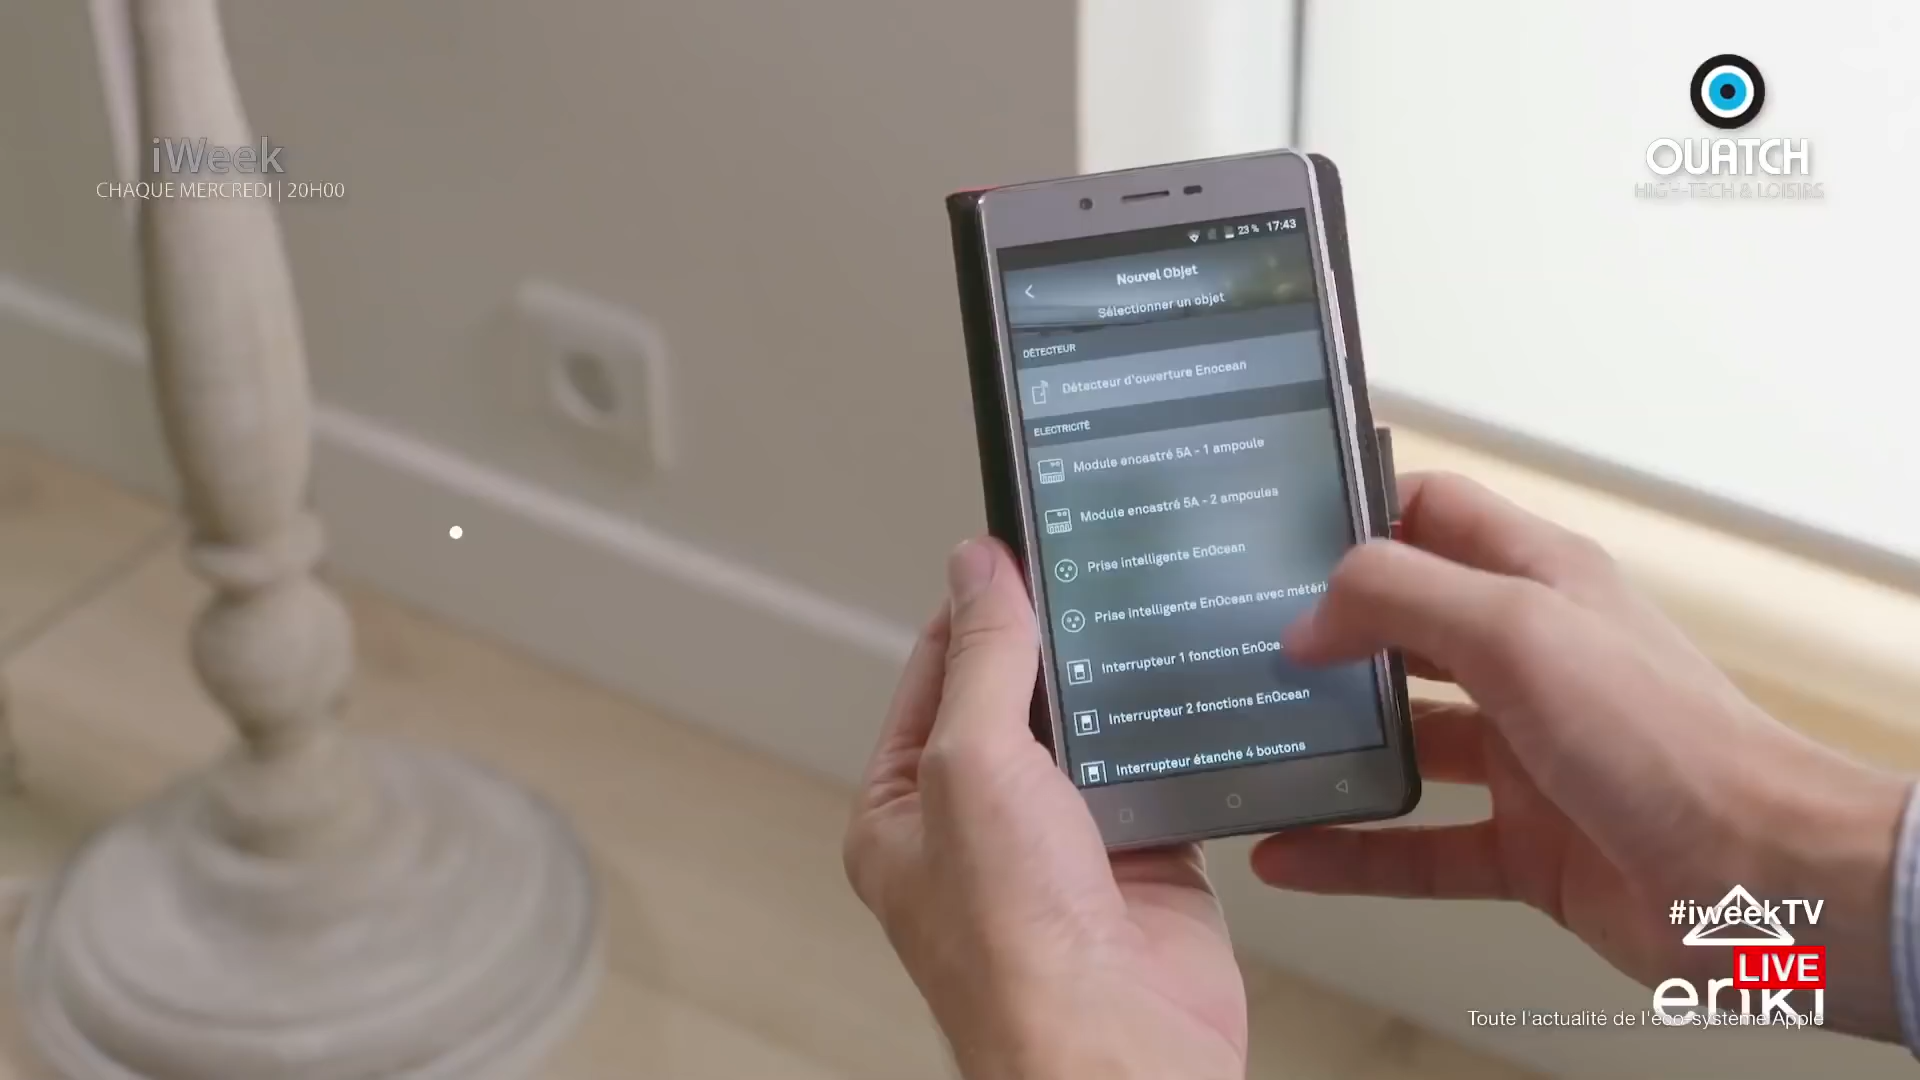 iWeek
CHAQUE MERCREDI | 20H00
OUATCH
HIGH-TECH & LOISIRS
23 % 17:43
Nouvel Objet
Sélectionner un objet
DÉTECTEUR
Détecteur d'ouverture Enocean
ELECTRICITÉ
Module encastré 5A - 1 ampoule
Module encastré 5A - 2 ampoules
Prise intelligente EnOcean
Prise intelligente EnOcean avec météri
Interrupteur 1 fonction EnOce
Interrupteur 2 fonctions EnOcean
Interrupteur étanche 4 boutons
#iweekTV
LIVE
enki
Toute l'actualité de l'éco-système Apple